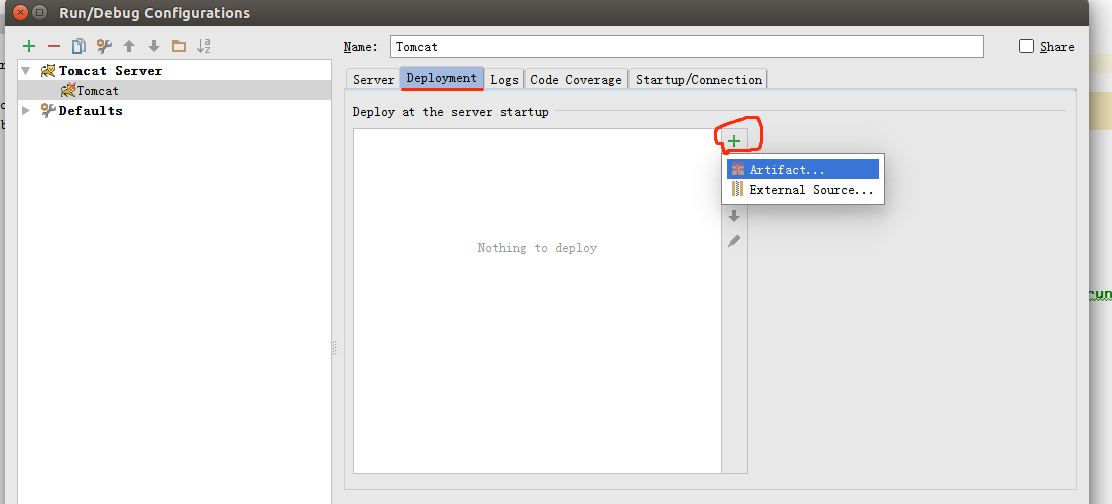 Run/Debug Configurations
Name: Tomcat Share
Tomcat Server
Tomcat
Defaults
Server Deployment Logs Code Coverage Startup/Connection
Deploy at the server startup
Artifact...
External Source...
Nothing to deploy
run